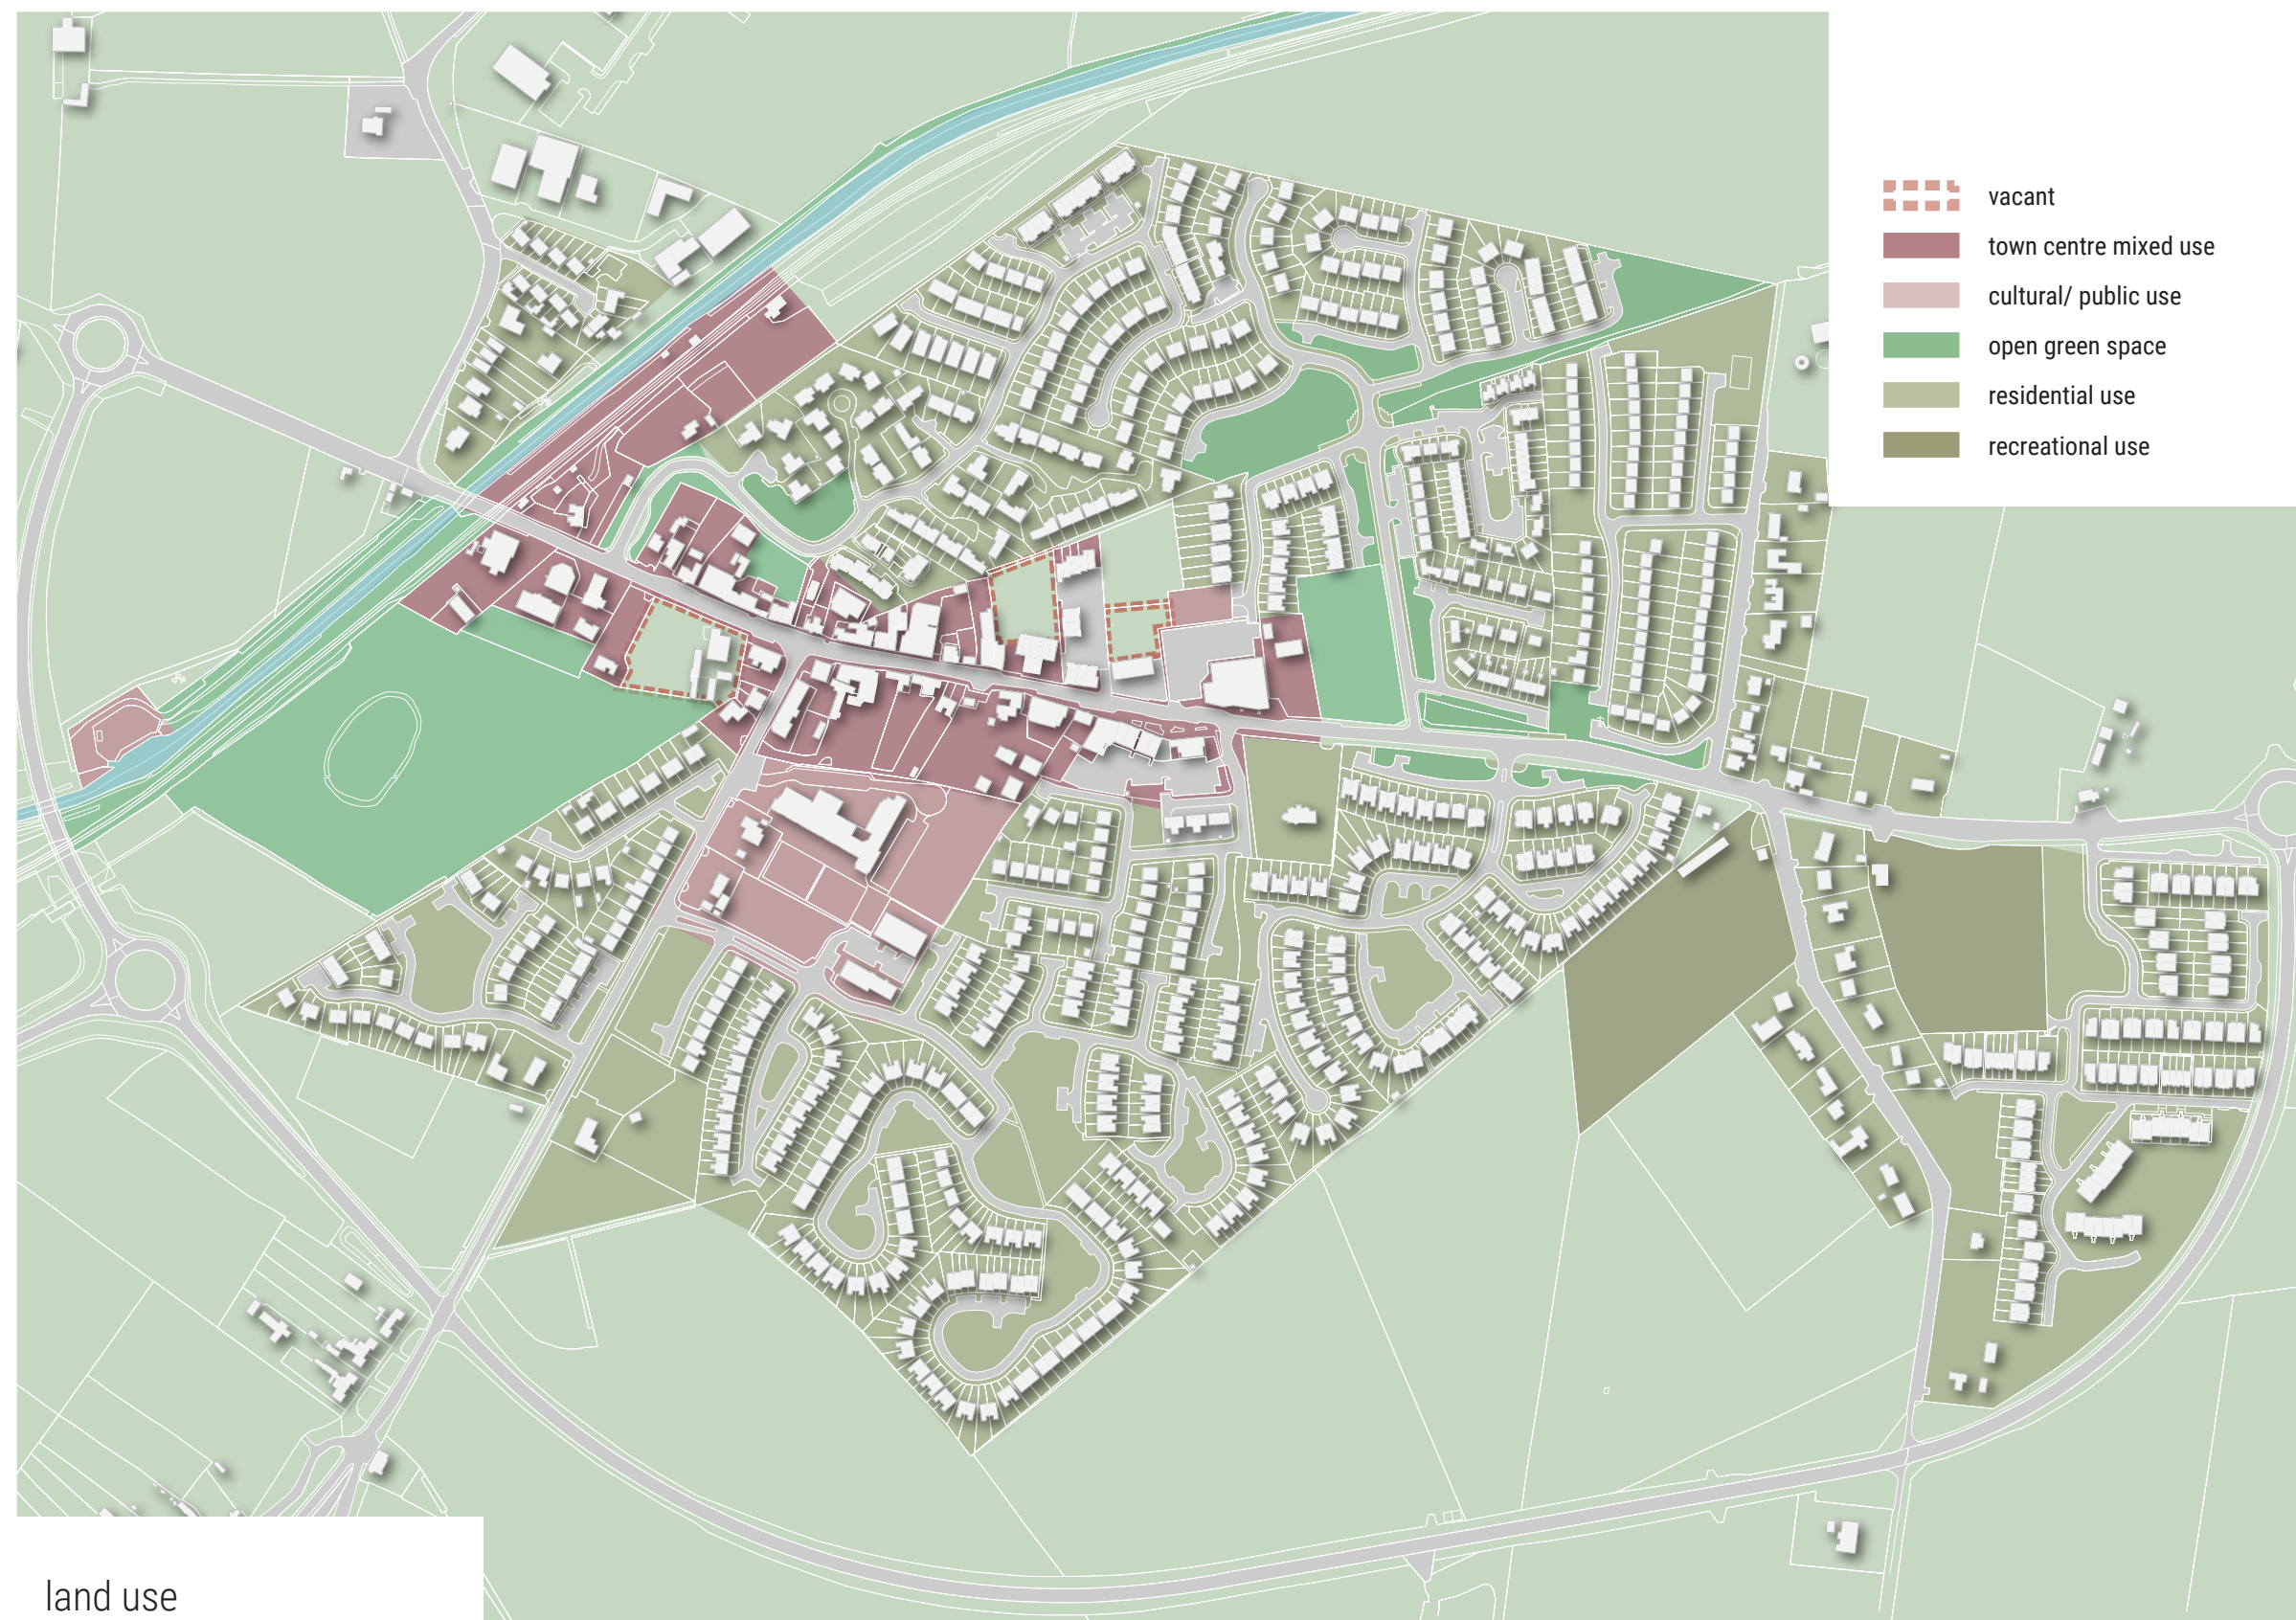 vacant
town centre mixed use
cultural/ public use
open green space
residential use
recreational use
land use